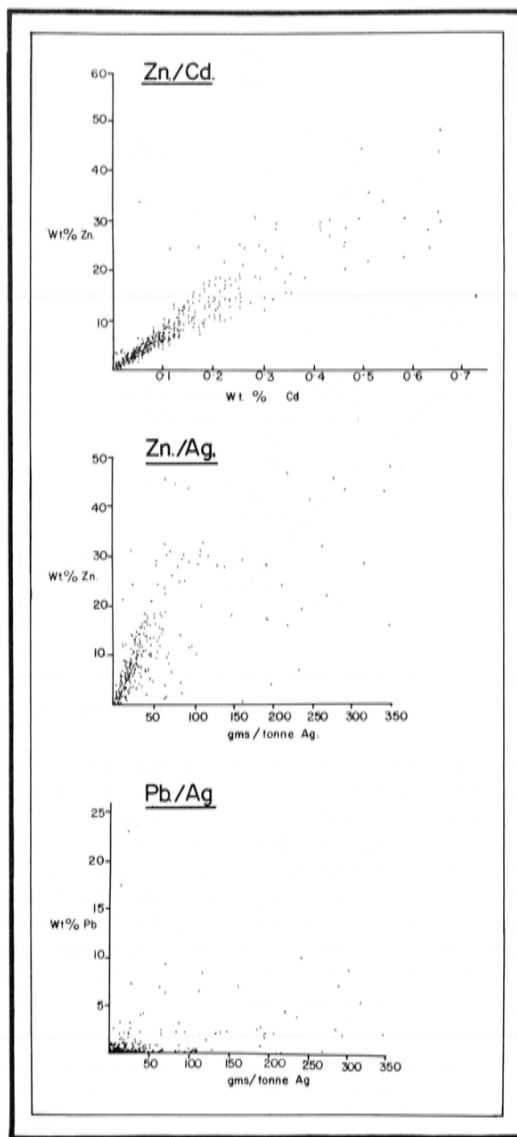 Zn./Cd.
60
50
40
30
Wt.% Zn.
20
10
0·1 0·2 0·3 0·4 0·5 0·6 0·7
Wt. % Cd
Zn./Ag.
50
40
30
Wt% Zn.
20
10
50 100 150 200 250 300 350
gms/tonne Ag.
Pb./Ag
25
20
15
Wt% Pb
10
5
50 100 150 200 250 300 350
gms/tonne Ag